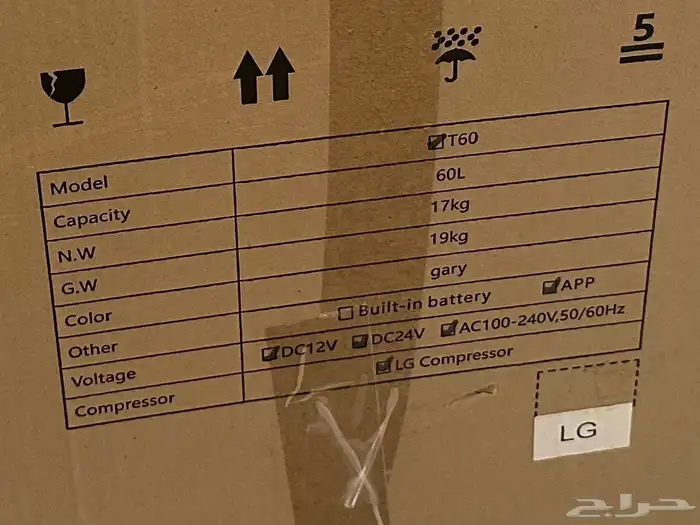 5
Model T60
Capacity 60L
N.W 17kg
G.W 19kg
Color gary
Other Built-in battery APP
Voltage DC12V DC24V AC100-240V,50/60Hz
Compressor LG Compressor
LG
حراج